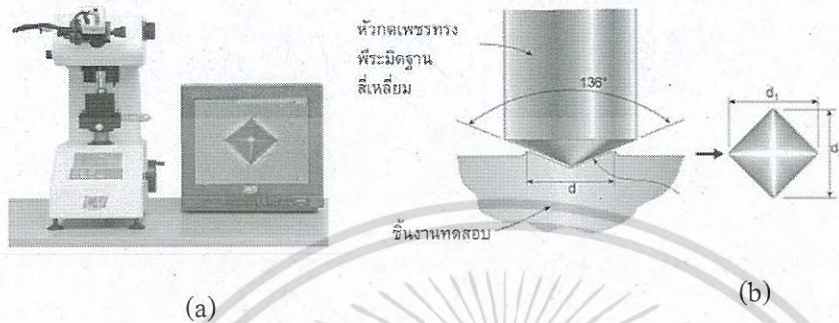 หัวกดเพชรทรง
พีระมิดฐาน
สี่เหลี่ยม
136°
d₁
d
d
ชิ้นงานทดสอบ
(a)
(b)